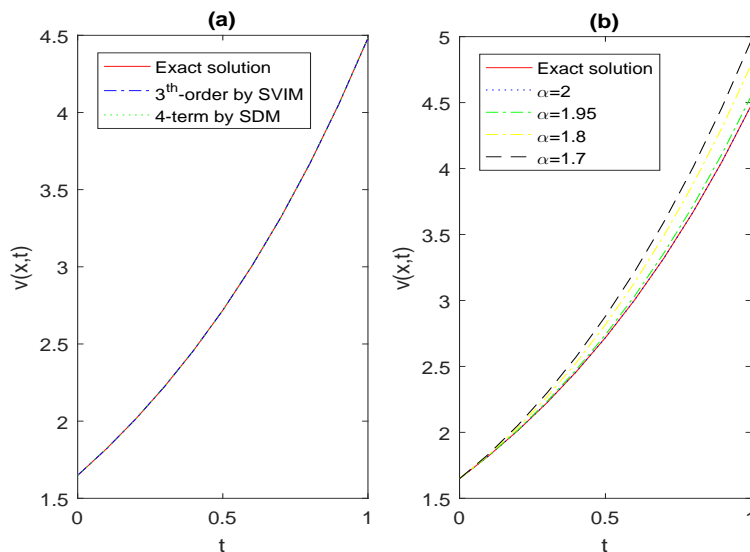 (a)
4.5
4
3.5
3
2.5
2
1.5
0
0.5
1
t
v(x,t)
Exact solution
3th-order by SVIM
4-term by SDM
(b)
5
4.5
4
3.5
3
2.5
2
1.5
0
0.5
1
t
v(x,t)
Exact solution
α=2
α=1.95
α=1.8
α=1.7